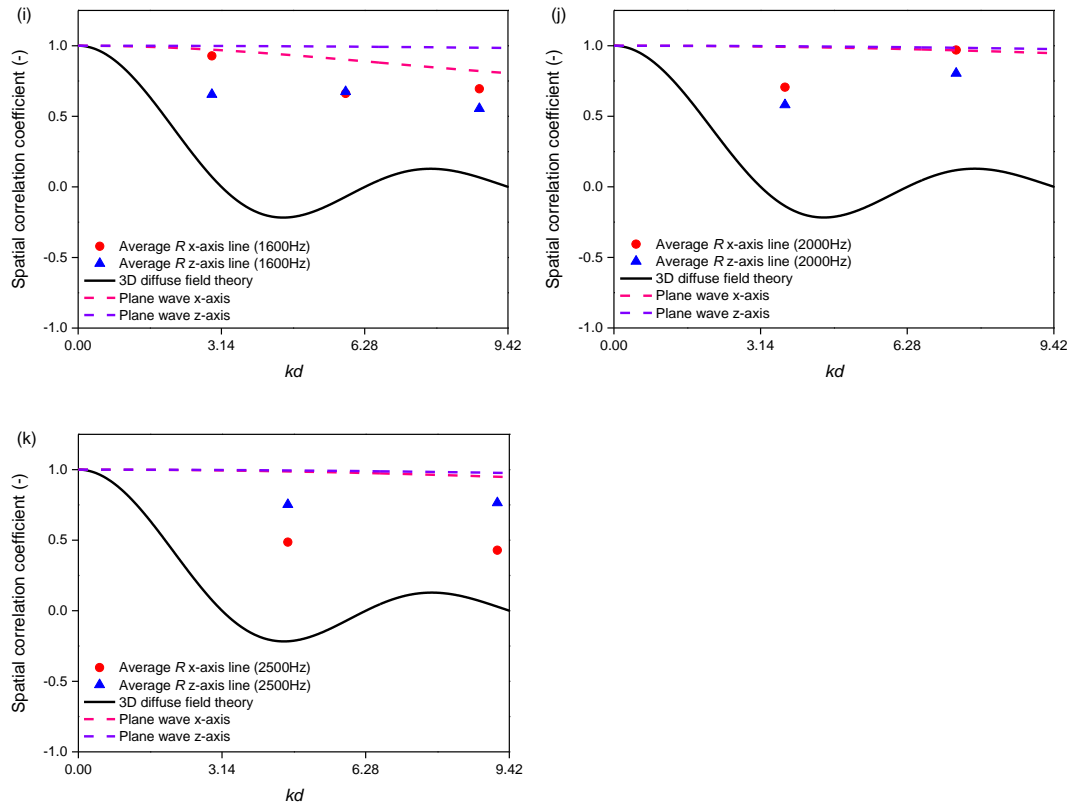 (i)
Spatial correlation coefficient (-)
1.0
0.5
0.0
-0.5
-1.0
Average R x-axis line (1600Hz)
Average R z-axis line (1600Hz)
3D diffuse field theory
Plane wave x-axis
Plane wave z-axis
0.00 3.14 6.28 9.42
kd
(j)
Spatial correlation coefficient (-)
1.0
0.5
0.0
-0.5
-1.0
Average R x-axis line (2000Hz)
Average R z-axis line (2000Hz)
3D diffuse field theory
Plane wave x-axis
Plane wave z-axis
0.00 3.14 6.28 9.42
kd
(k)
Spatial correlation coefficient (-)
1.0
0.5
0.0
-0.5
-1.0
Average R x-axis line (2500Hz)
Average R z-axis line (2500Hz)
3D diffuse field theory
Plane wave x-axis
Plane wave z-axis
0.00 3.14 6.28 9.42
kd